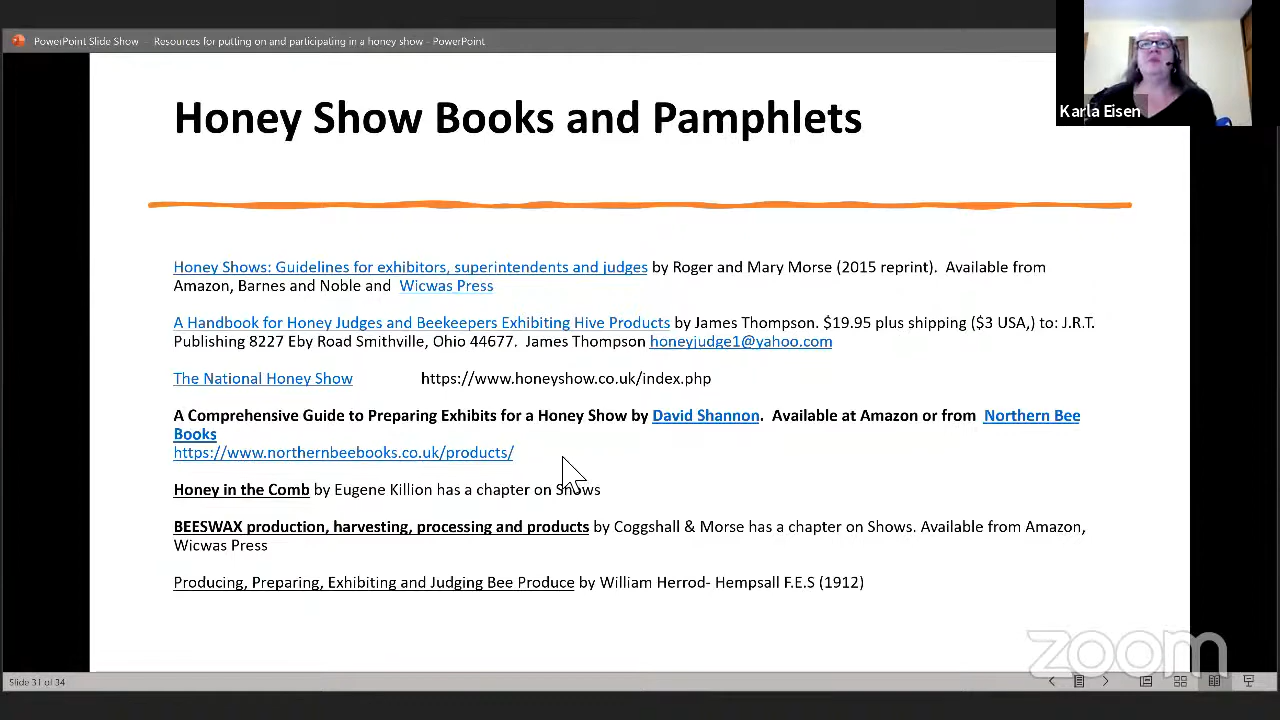 PowerPoint Slide Show - Resources for putting on and participating in a honey show - PowerPoint
Karla Eisen
Honey Show Books and Pamphlets
Honey Shows: Guidelines for exhibitors, superintendents and judges by Roger and Mary Morse (2015 reprint). Available from
Amazon, Barnes and Noble and Wicwas Press
A Handbook for Honey Judges and Beekeepers Exhibiting Hive Products by James Thompson. $19.95 plus shipping ($3 USA,) to: J.R.T.
Publishing 8227 Eby Road Smithville, Ohio 44677. James Thompson honeyjudge1@yahoo.com
The National Honey Show https://www.honeyshow.co.uk/index.php
A Comprehensive Guide to Preparing Exhibits for a Honey Show by David Shannon. Available at Amazon or from Northern Bee
Books
https://www.northernbeebooks.co.uk/products/
Honey in the Comb by Eugene Killion has a chapter on Shows
BEESWAX production, harvesting, processing and products by Coggshall & Morse has a chapter on Shows. Available from Amazon,
Wicwas Press
Producing, Preparing, Exhibiting and Judging Bee Produce by William Herrod- Hempsall F.E.S (1912)
zoom
Slide 31 of 34